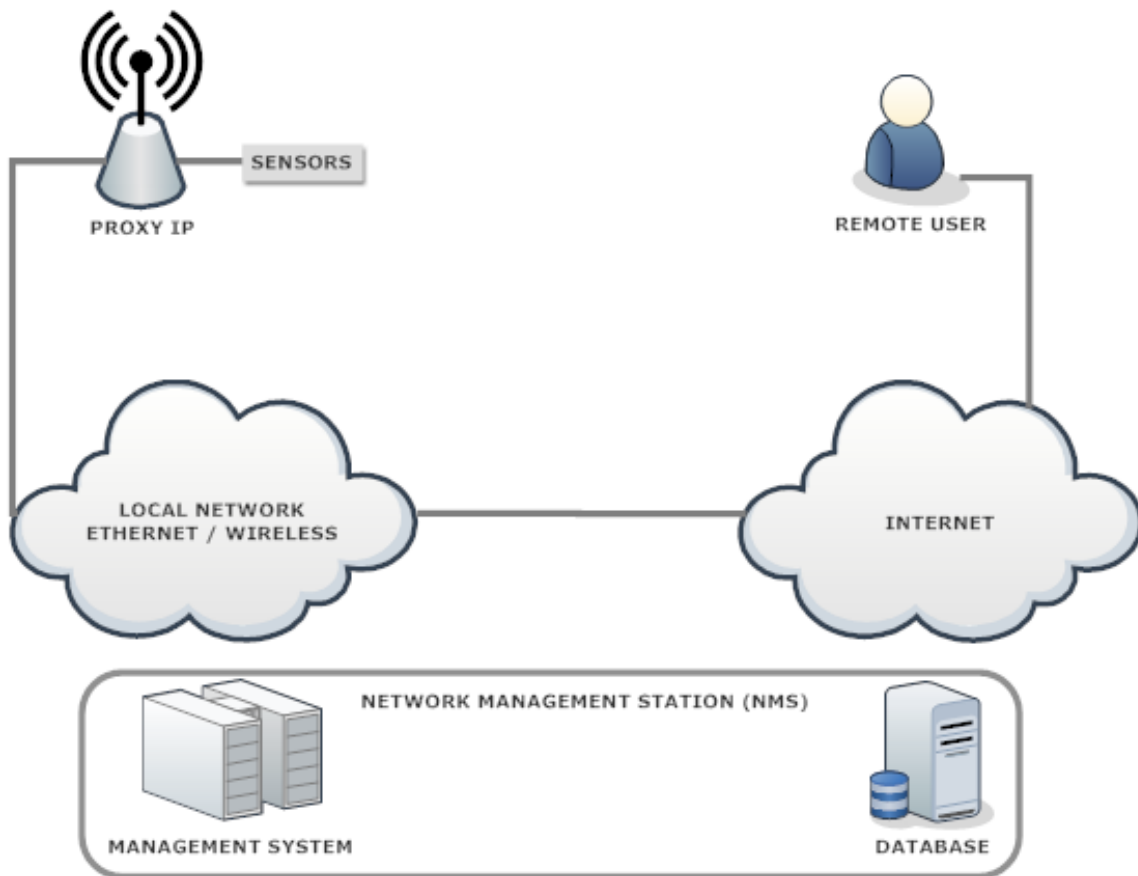 SENSORS
PROXY IP
REMOTE USER
LOCAL NETWORK
ETHERNET / WIRELESS
INTERNET
NETWORK MANAGEMENT STATION (NMS)
MANAGEMENT SYSTEM
DATABASE